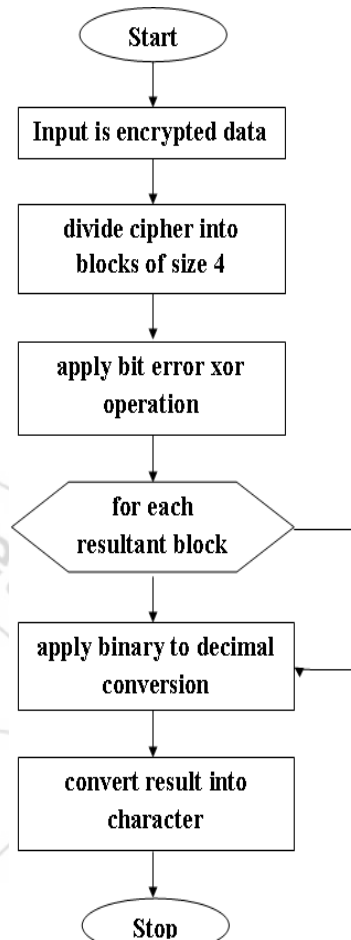 Start
Input is encrypted data
divide cipher into
blocks of size 4
apply bit error xor
operation
for each
resultant block
apply binary to decimal
conversion
convert result into
character
Stop